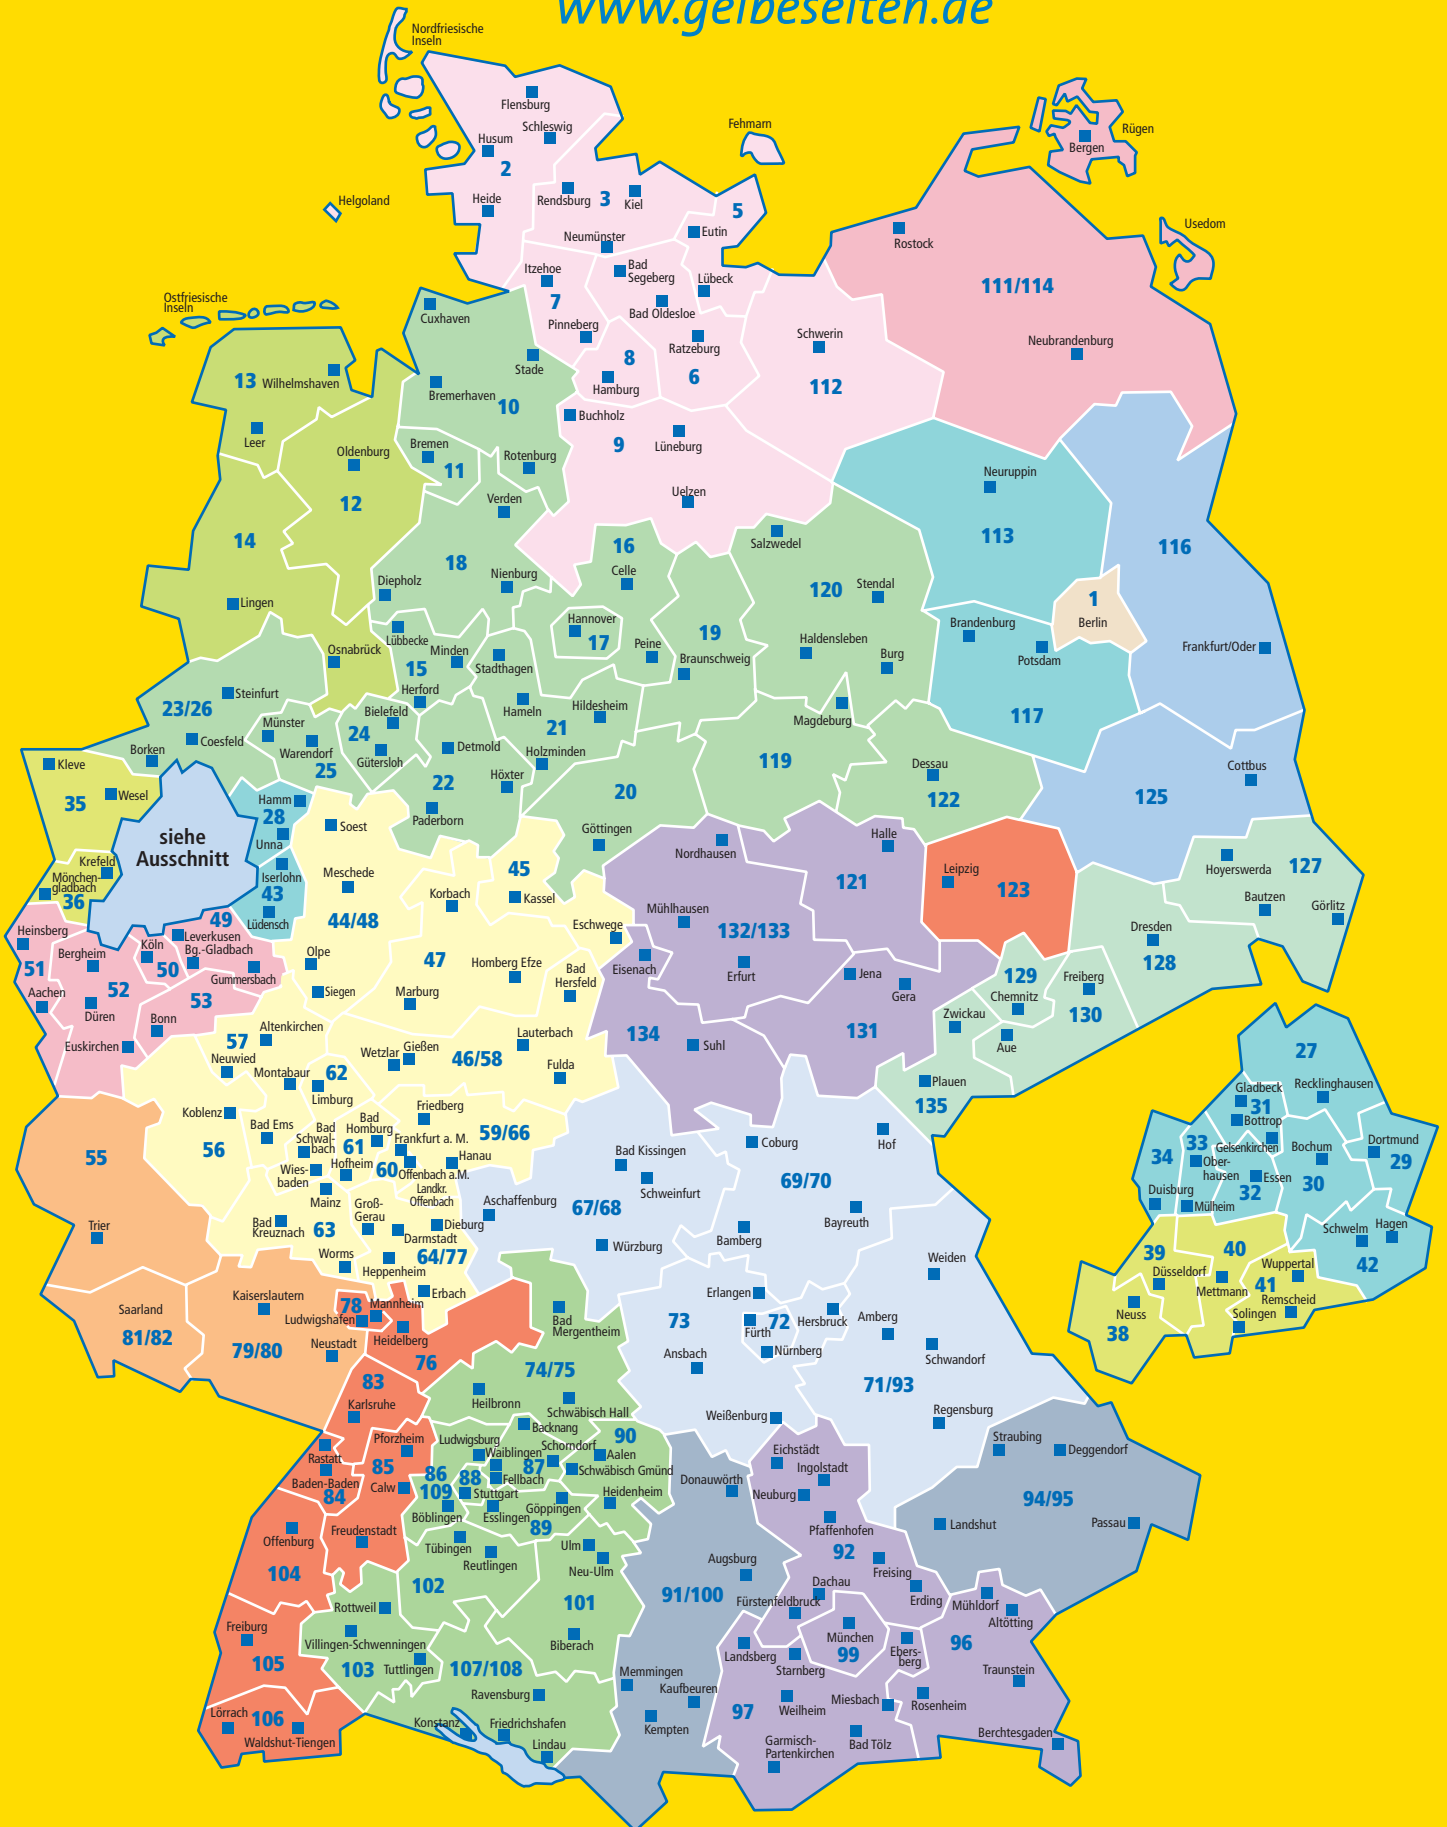 www.gelbeseiten.de
Nordfriesische
Inseln
Flensburg
Schleswig
Husum
2
Heide
Rendsburg
3
Kiel
Neumünster
5
Eutin
Fehmarn
Helgoland
Rügen
Bergen
Usedom
Rostock
111/114
Neubrandenburg
Itzehoe
7
Pinneberg
Bad
Segeberg
Bad Oldesloe
Lübeck
Ratzeburg
6
8
Hamburg
Schwerin
112
Ostfriesische
Inseln
Cuxhaven
Stade
Bremerhaven
10
13
Wilhelmshaven
Leer
Oldenburg
12
Bremen
11
Rotenburg
Buchholz
9
Lüneburg
Uelzen
Verden
18
Diepholz
Nienburg
14
Lingen
16
Celle
Salzwedel
120
Stendal
Haldensleben
Burg
Magdeburg
Neuruppin
113
116
1
Berlin
Brandenburg
Potsdam
Frankfurt/Oder
117
Osnabrück
Lübbecke
15
Minden
Herford
Stadthagen
Hannover
17
Peine
19
Braunschweig
Hameln
Hildesheim
21
Holzminden
Steinfurt
23/26
Münster
Coesfeld
Borken
Warendorf
25
24
Bielefeld
Gütersloh
Detmold
Höxter
22
Paderborn
20
Göttingen
119
Dessau
122
125
Cottbus
Kleve
Wesel
35
siehe
Ausschnitt
Krefeld
Mönchen-
gladbach
36
Hamm
28
Unna
Iserlohn
43
Lüdensch
Soest
Meschede
44/48
Korbach
45
Kassel
Eschwege
47
Homberg Efze
Bad
Hersfeld
Marburg
Olpe
Siegen
Nordhausen
Halle
121
Leipzig
123
Mühlhausen
132/133
Erfurt
Eisenach
134
Suhl
Jena
Gera
131
Hoyerswerda
127
Bautzen
Görlitz
Dresden
128
129
Chemnitz
Freiberg
130
Zwickau
Aue
Plauen
135
Heinsberg
51
Aachen
Bergheim
52
Düren
Euskirchen
49
Leverkusen
Bg.-Gladbach
Köln
50
Gummersbach
53
Bonn
57
Altenkirchen
Neuwied
Montabaur
62
Limburg
Wetzlar
Gießen
46/58
Lauterbach
Fulda
Koblenz
56
Bad Ems
Bad
Schwal-
bach
61
Bad
Homburg
Hofheim
Wies-
baden
Mainz
Friedberg
59/66
Frankfurt a. M.
Hanau
60
Offenbach a.M.
Landkr.
Offenbach
Groß-
Gerau
Dieburg
Darmstadt
64/77
Heppenheim
Erbach
Bad
Kreuznach
63
Worms
55
Trier
Saarland
81/82
Kaiserslautern
79/80
Neustadt
78
Ludwigshafen
Mannheim
Heidelberg
76
Aschaffenburg
Bad Kissingen
Schweinfurt
67/68
Würzburg
Coburg
69/70
Hof
Bamberg
Bayreuth
Weiden
Erlangen
73
Fürth
72
Nürnberg
Hersbruck
Amberg
Schwandorf
71/93
Ansbach
Weißenburg
Regensburg
Bad
Mergentheim
74/75
Heilbronn
Schwäbisch Hall
Backnang
83
Karlsruhe
Rastatt
Baden-Baden
84
Pforzheim
85
Calw
Freudenstadt
Offenburg
104
Ludwigsburg
Waiblingen
Schorndorf
86
88
87
Fellbach
109
Stuttgart
Böblingen
Esslingen
Göppingen
89
90
Aalen
Schwäbisch Gmünd
Heidenheim
Tübingen
Reutlingen
102
Ulm
Neu-Ulm
101
Biberach
Donauwörth
Augsburg
91/100
Memmingen
Kaufbeuren
Kempten
Rottweil
Villingen-Schwenningen
103
Tuttlingen
107/108
Ravensburg
Konstanz
Friedrichshafen
Lindau
Freiburg
105
Lörrach
106
Waldshut-Tiengen
Eichstädt
Ingolstadt
Neuburg
Pfaffenhofen
92
Freising
Dachau
Erding
Fürstenfeldbruck
München
99
Ebers-
berg
Landsberg
Starnberg
Weilheim
97
Miesbach
Bad Tölz
Garmisch-
Partenkirchen
Straubing
Deggendorf
94/95
Landshut
Passau
Mühldorf
Altötting
96
Traunstein
Rosenheim
Berchtesgaden
27
Gladbeck
31
Recklinghausen
Bottrop
34
33
Gelsenkirchen
Bochum
Dortmund
29
Ober-
hausen
32
Essen
30
Duisburg
Mülheim
Schwelm
Hagen
42
39
Düsseldorf
40
Mettmann
Wuppertal
41
Remscheid
Solingen
Neuss
38